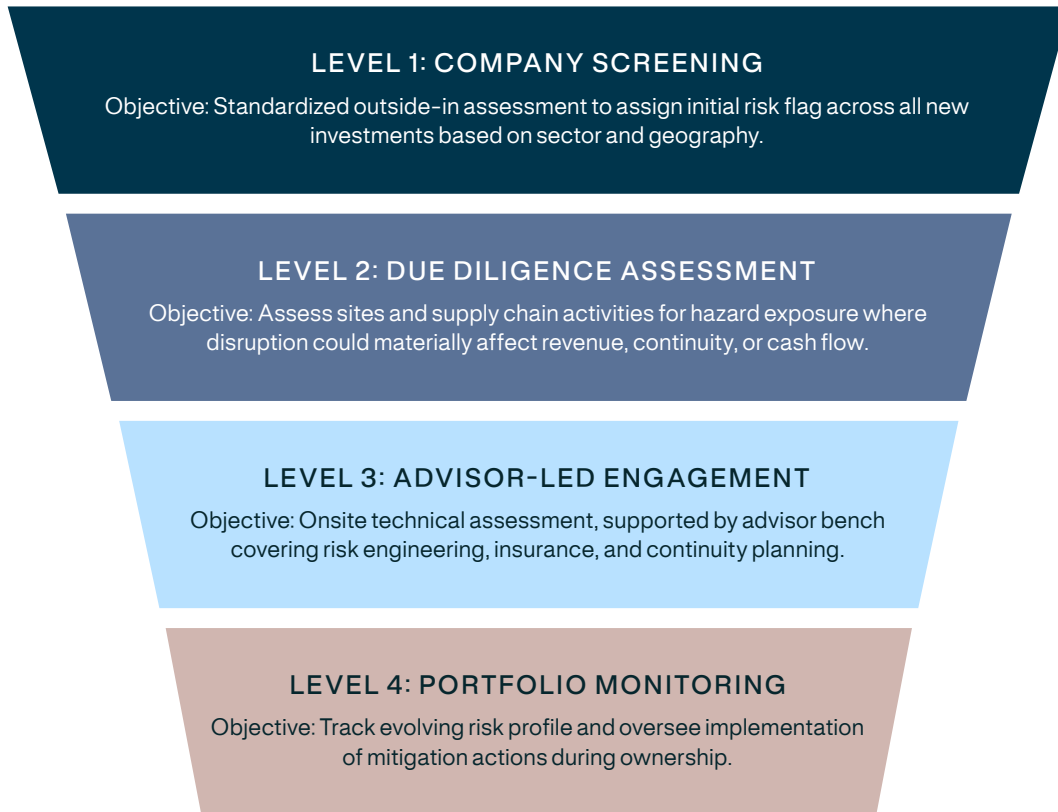 LEVEL 1: COMPANY SCREENING
Objective: Standardized outside-in assessment to assign initial risk flag across all new
investments based on sector and geography.
LEVEL 2: DUE DILIGENCE ASSESSMENT
Objective: Assess sites and supply chain activities for hazard exposure where
disruption could materially affect revenue, continuity, or cash flow.
LEVEL 3: ADVISOR-LED ENGAGEMENT
Objective: Onsite technical assessment, supported by advisor bench
covering risk engineering, insurance, and continuity planning.
LEVEL 4: PORTFOLIO MONITORING
Objective: Track evolving risk profile and oversee implementation
of mitigation actions during ownership.